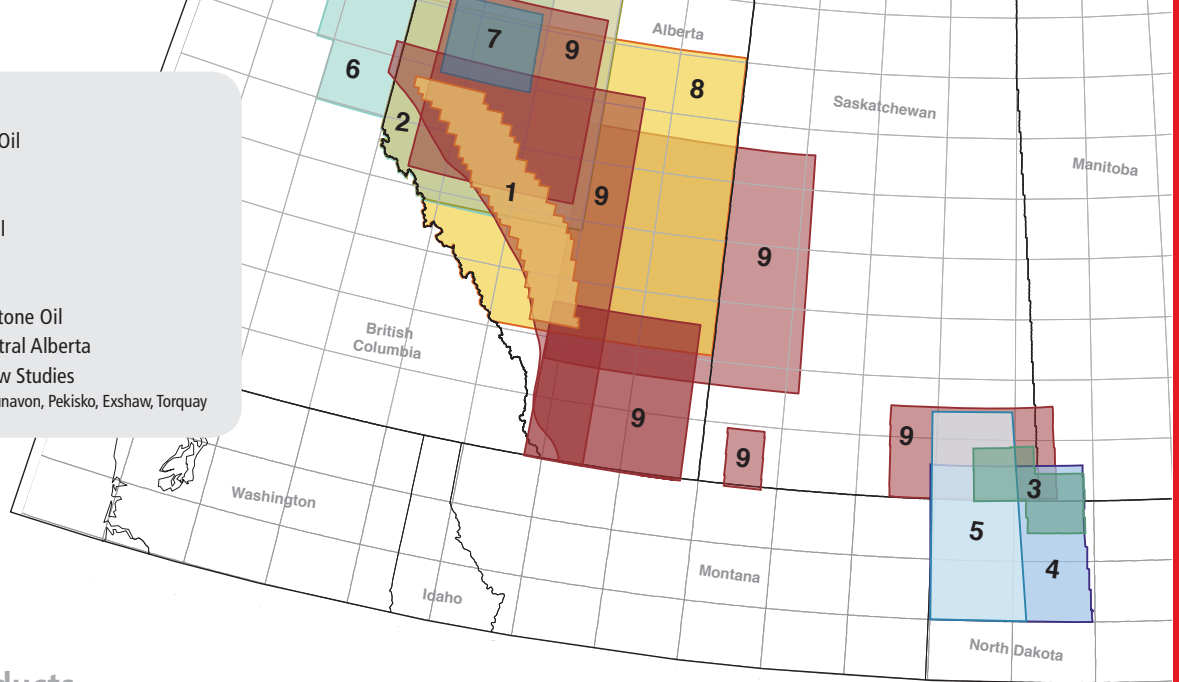 Alberta
7
9
6
8
Saskatchewan
2
Oil
Manitoba
1
9
l
9
tone Oil
British
Columbia
tral Alberta
w Studies
navon, Pekisko, Exshaw, Torquay
9
9
9
3
Washington
5
4
Montana
Idaho
North Dakota
ducts